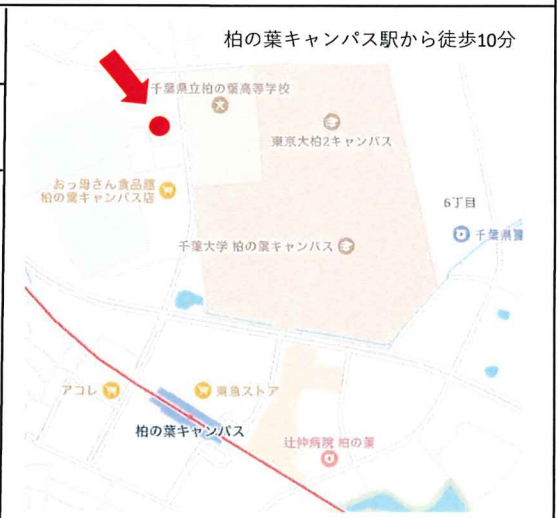 柏の葉キャンパス駅から徒歩10分
千葉県立柏の葉高等学校
東京大柏2キャンパス
おっ母さん食品館
柏の葉キャンパス店
6丁目
千葉県警
千葉大学 柏の葉キャンパス
アコレ
東急ストア
柏の葉キャンパス
辻仲病院 柏の葉